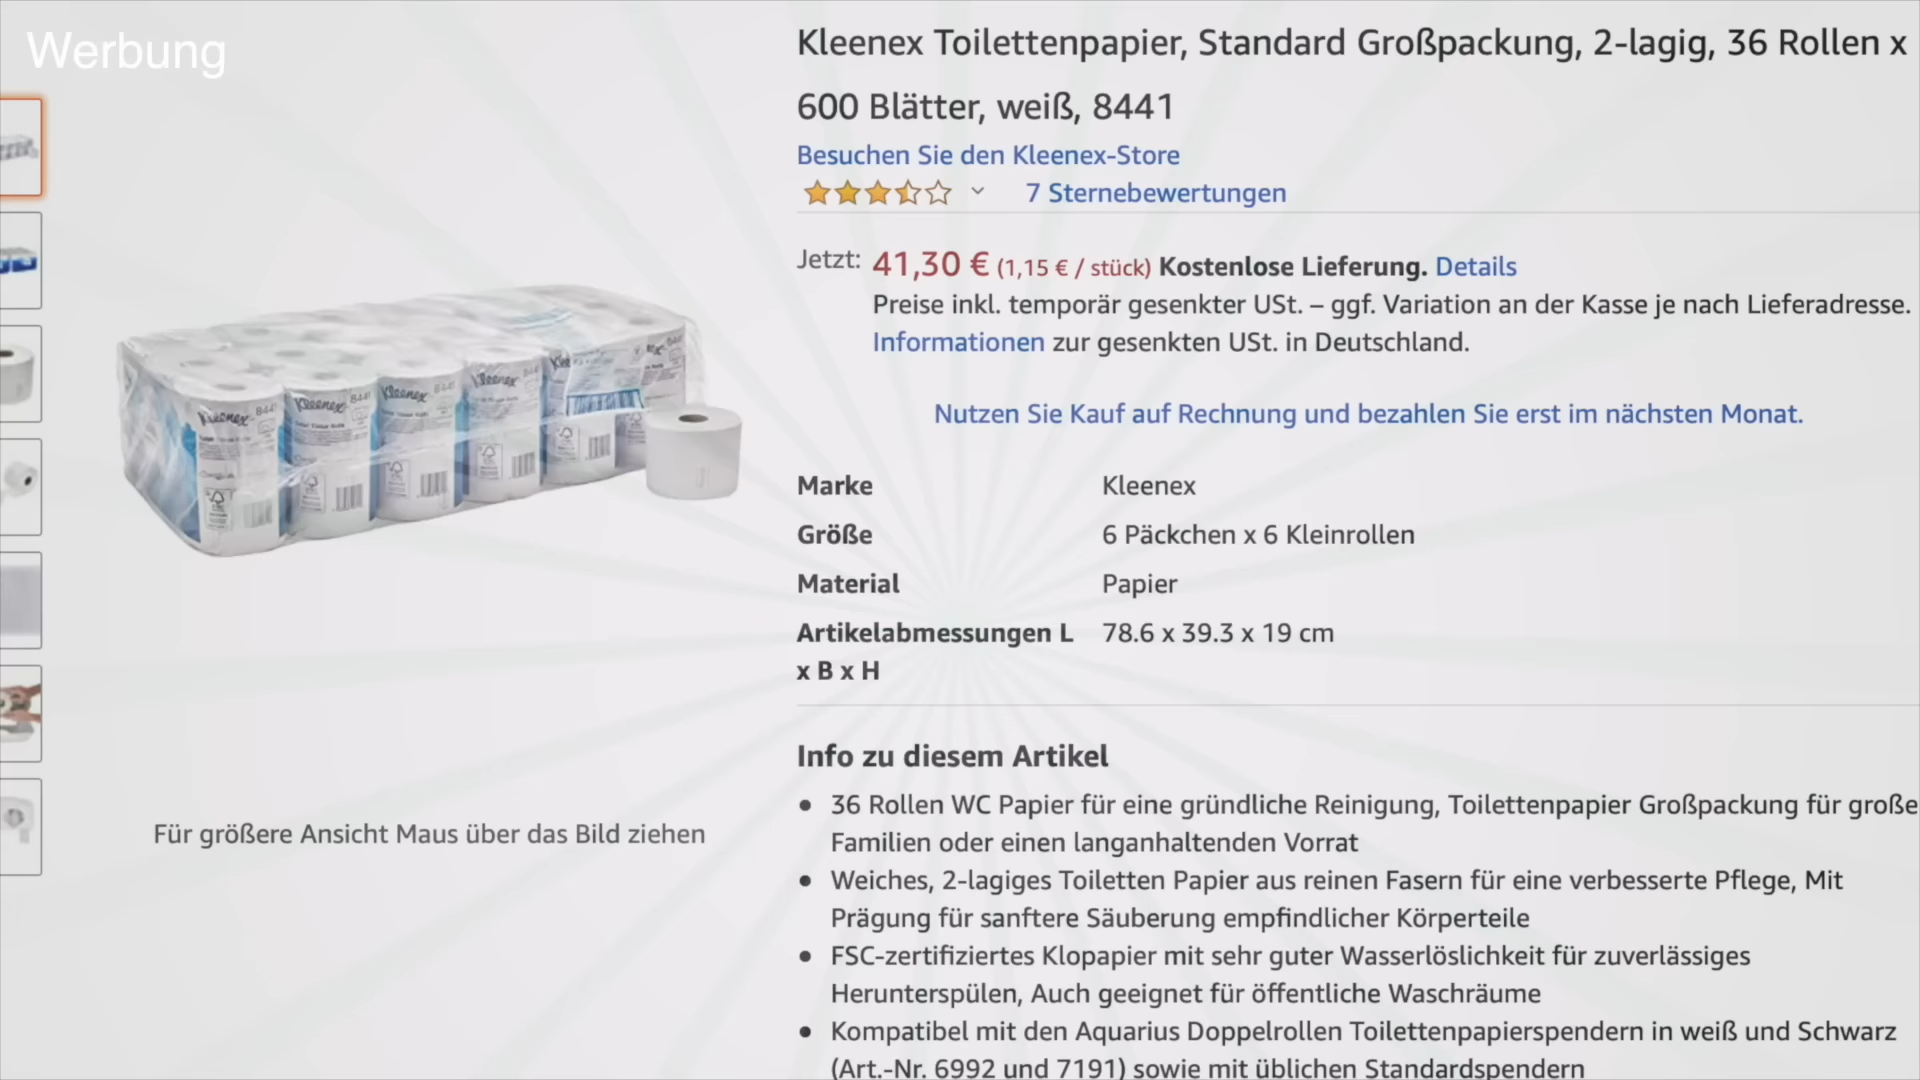 Werbung
Kleenex Toilettenpapier, Standard Großpackung, 2-lagig, 36 Rollen x
600 Blätter, weiß, 8441
Besuchen Sie den Kleenex-Store
7 Sternebewertungen
Jetzt: 41,30 € (1,15 € / stück) Kostenlose Lieferung. Details
Preise inkl. temporär gesenkter USt. – ggf. Variation an der Kasse je nach Lieferadresse.
Informationen zur gesenkten USt. in Deutschland.
Nutzen Sie Kauf auf Rechnung und bezahlen Sie erst im nächsten Monat.
Marke Kleenex
Größe 6 Päckchen x 6 Kleinrollen
Material Papier
Artikelabmessungen L 78.6 x 39.3 x 19 cm
x B x H
Info zu diesem Artikel
• 36 Rollen WC Papier für eine gründliche Reinigung, Toilettenpapier Großpackung für große
Familien oder einen langanhaltenden Vorrat
• Weiches, 2-lagiges Toiletten Papier aus reinen Fasern für eine verbesserte Pflege, Mit
Prägung für sanftere Säuberung empfindlicher Körperteile
• FSC-zertifiziertes Klopapier mit sehr guter Wasserlöslichkeit für zuverlässiges
Herunterspülen, Auch geeignet für öffentliche Waschräume
• Kompatibel mit den Aquarius Doppelrollen Toilettenpapierspendern in weiß und Schwarz
(Art.-Nr. 6992 und 7191) sowie mit üblichen Standardspendern
Kleenex 8441
Kleenex 8441
Kleenex 8441
Kleenex
Für größere Ansicht Maus über das Bild ziehen